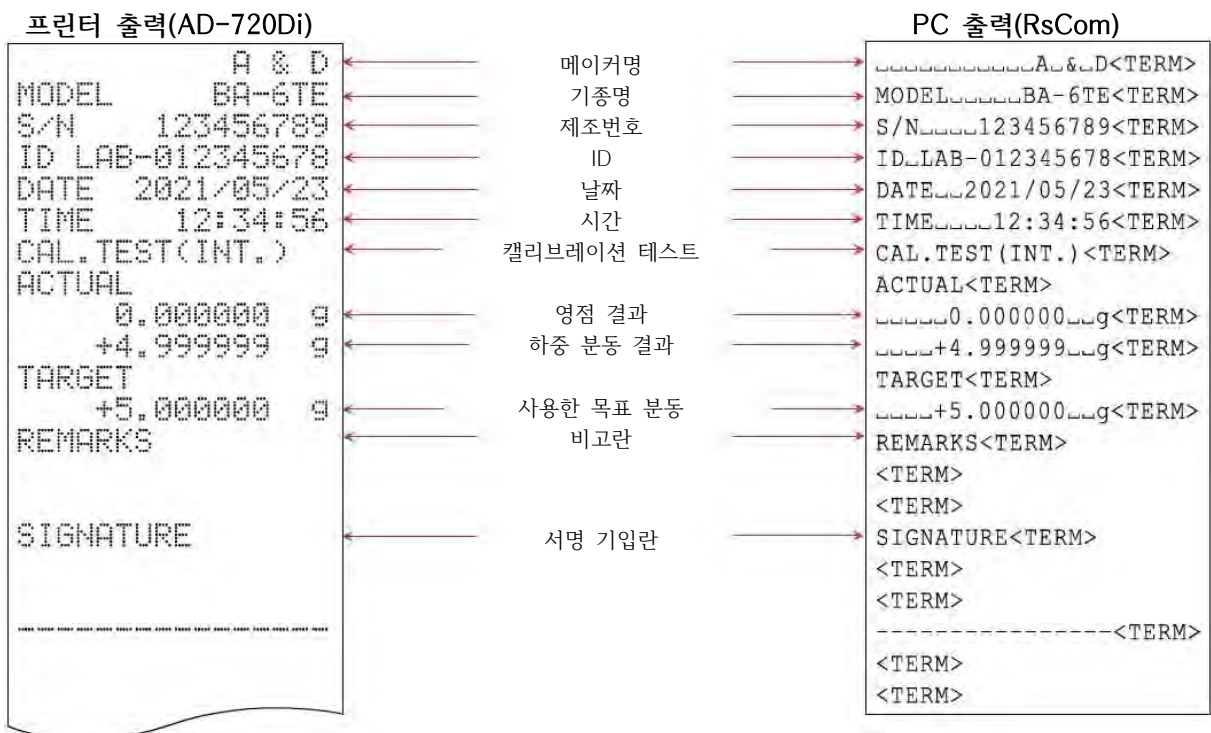 프린터 출력(AD-720Di)
A & D
MODEL BA-6TE
S/N 123456789
ID LAB-012345678
DATE 2021/05/23
TIME 12:34:56
CAL.TEST(INT.)
ACTUAL
0.000000 g
+4.999999 g
TARGET
+5.000000 g
REMARKS
SIGNATURE
----------------
메이커명
기종명
제조번호
ID
날짜
시간
캘리브레이션 테스트
영점 결과
하중 분동 결과
사용한 목표 분동
비고란
서명 기입란
PC 출력(RsCom)
␣␣␣␣␣␣␣␣␣␣␣A␣&␣D<TERM>
MODEL␣␣␣␣␣BA-6TE<TERM>
S/N␣␣␣␣123456789<TERM>
ID␣LAB-012345678<TERM>
DATE␣␣2021/05/23<TERM>
TIME␣␣␣␣12:34:56<TERM>
CAL.TEST(INT.)<TERM>
ACTUAL<TERM>
␣␣␣␣␣0.000000␣␣g<TERM>
␣␣␣␣+4.999999␣␣g<TERM>
TARGET<TERM>
␣␣␣␣+5.000000␣␣g<TERM>
REMARKS<TERM>
<TERM>
<TERM>
SIGNATURE<TERM>
<TERM>
<TERM>
----------------<TERM>
<TERM>
<TERM>